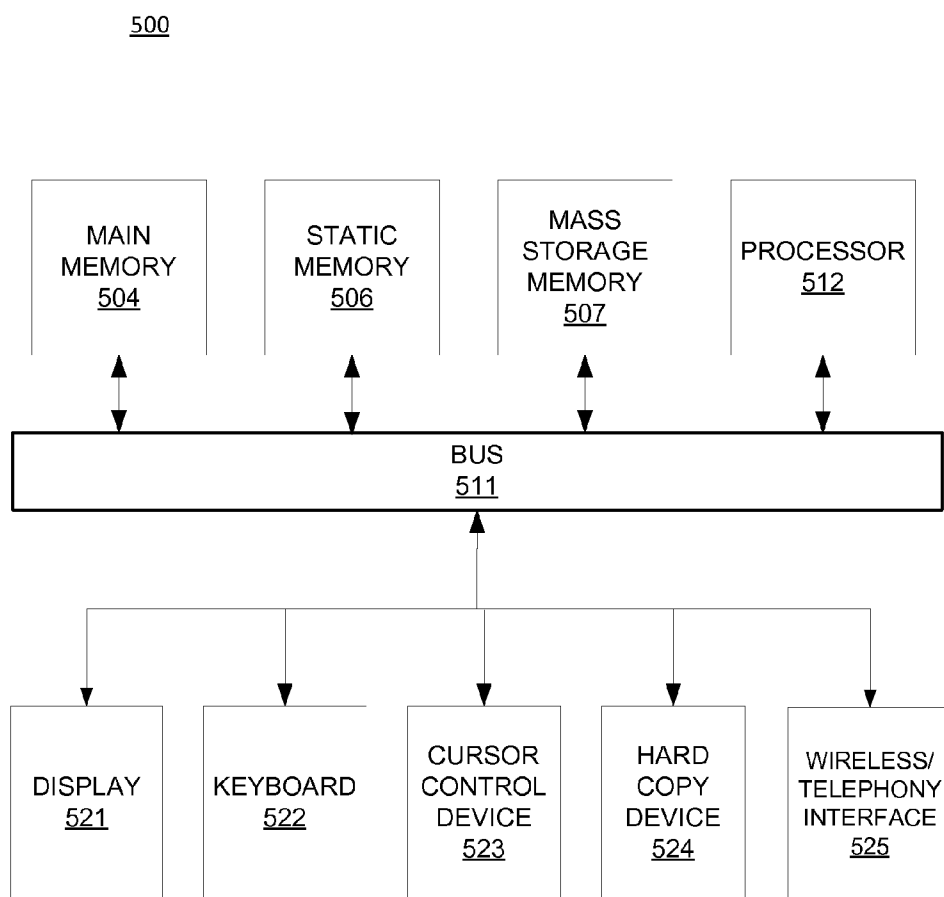 500
MAIN
MEMORY
504
STATIC
MEMORY
506
MASS
STORAGE
MEMORY
507
PROCESSOR
512
BUS
511
DISPLAY
521
KEYBOARD
522
CURSOR
CONTROL
DEVICE
523
HARD
COPY
DEVICE
524
WIRELESS/
TELEPHONY
INTERFACE
525